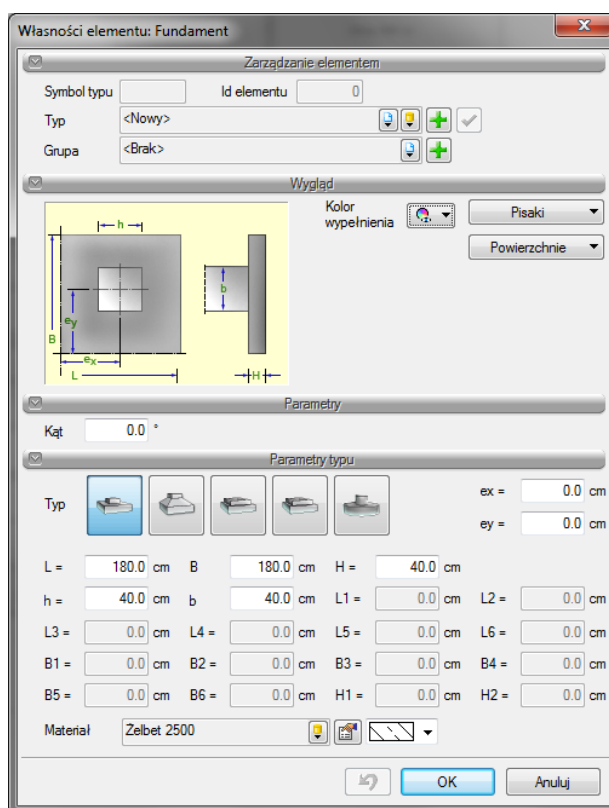 Własności elementu: Fundament
Zarządzanie elementem
Symbol typu Id elementu 0
Typ <Nowy>
Grupa <Brak>
Wygląd
Kolor wypełnienia Pisaki
Powierzchnie
h
b
B
ey
ex
L
H
Parametry
Kąt 0.0 °
Parametry typu
Typ ex = 0.0 cm
ey = 0.0 cm
L = 180.0 cm B 180.0 cm H = 40.0 cm
h = 40.0 cm b 40.0 cm L1 = 0.0 cm L2 = 0.0 cm
L3 = 0.0 cm L4 = 0.0 cm L5 = 0.0 cm L6 = 0.0 cm
B1 = 0.0 cm B2 = 0.0 cm B3 = 0.0 cm B4 = 0.0 cm
B5 = 0.0 cm B6 = 0.0 cm H1 = 0.0 cm H2 = 0.0 cm
Materiał Żelbet 2500
OK Anuluj